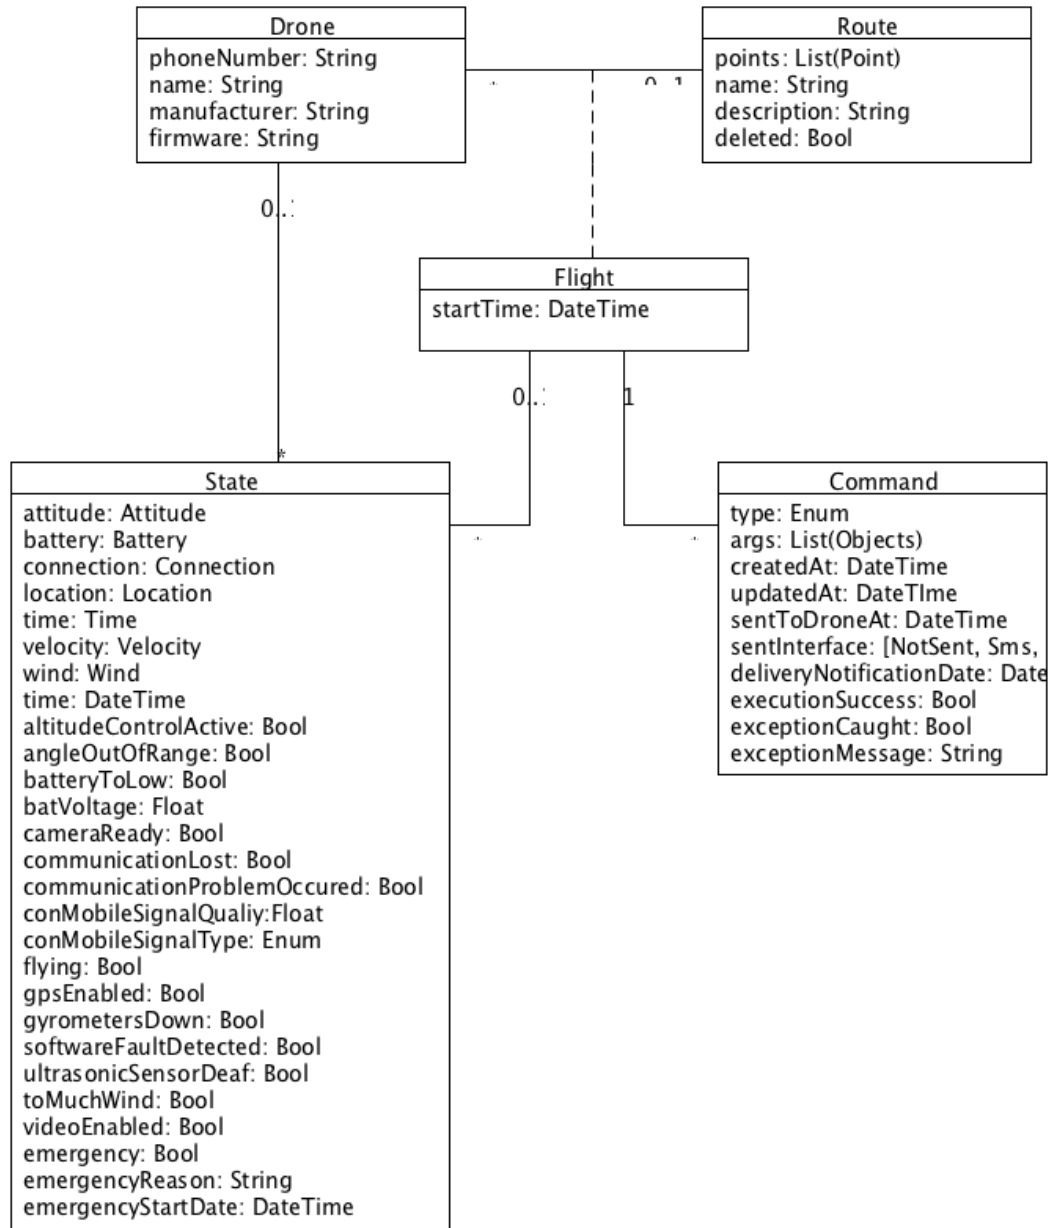 Drone
phoneNumber: String
name: String
manufacturer: String
firmware: String
Route
points: List(Point)
name: String
description: String
deleted: Bool
*
0..1
0..
*
Flight
startTime: DateTime
0..
1
*
*
State
attitude: Attitude
battery: Battery
connection: Connection
location: Location
time: Time
velocity: Velocity
wind: Wind
time: DateTime
altitudeControlActive: Bool
angleOutOfRange: Bool
batteryToLow: Bool
batVoltage: Float
cameraReady: Bool
communicationLost: Bool
communicationProblemOccured: Bool
conMobileSignalQualiy:Float
conMobileSignalType: Enum
flying: Bool
gpsEnabled: Bool
gyrometersDown: Bool
softwareFaultDetected: Bool
ultrasonicSensorDeaf: Bool
toMuchWind: Bool
videoEnabled: Bool
emergency: Bool
emergencyReason: String
emergencyStartDate: DateTime
Command
type: Enum
args: List(Objects)
createdAt: DateTime
updatedAt: DateTIme
sentToDroneAt: DateTime
sentInterface: [NotSent, Sms,
deliveryNotificationDate: Date
executionSuccess: Bool
exceptionCaught: Bool
exceptionMessage: String